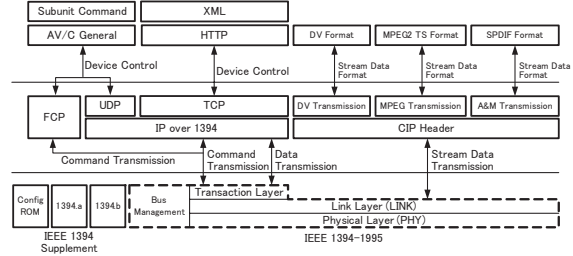 Subunit Command
XML
AV/C General
HTTP
DV Format
MPEG2 TS Format
SPDIF Format
Device Control
Device Control
Stream Data
Format
Stream Data
Format
Stream Data
Format
FCP
UDP
TCP
DV Transmission
MPEG Transmission
A&M Transmission
IP over 1394
CIP Header
Command Transmission
Command
Transmission
Data
Transmission
Stream Data
Transmission
Config
ROM
1394.a
1394.b
Bus
Management
Transaction Layer
Link Layer (LINK)
Physical Layer (PHY)
IEEE 1394
Supplement
IEEE 1394-1995